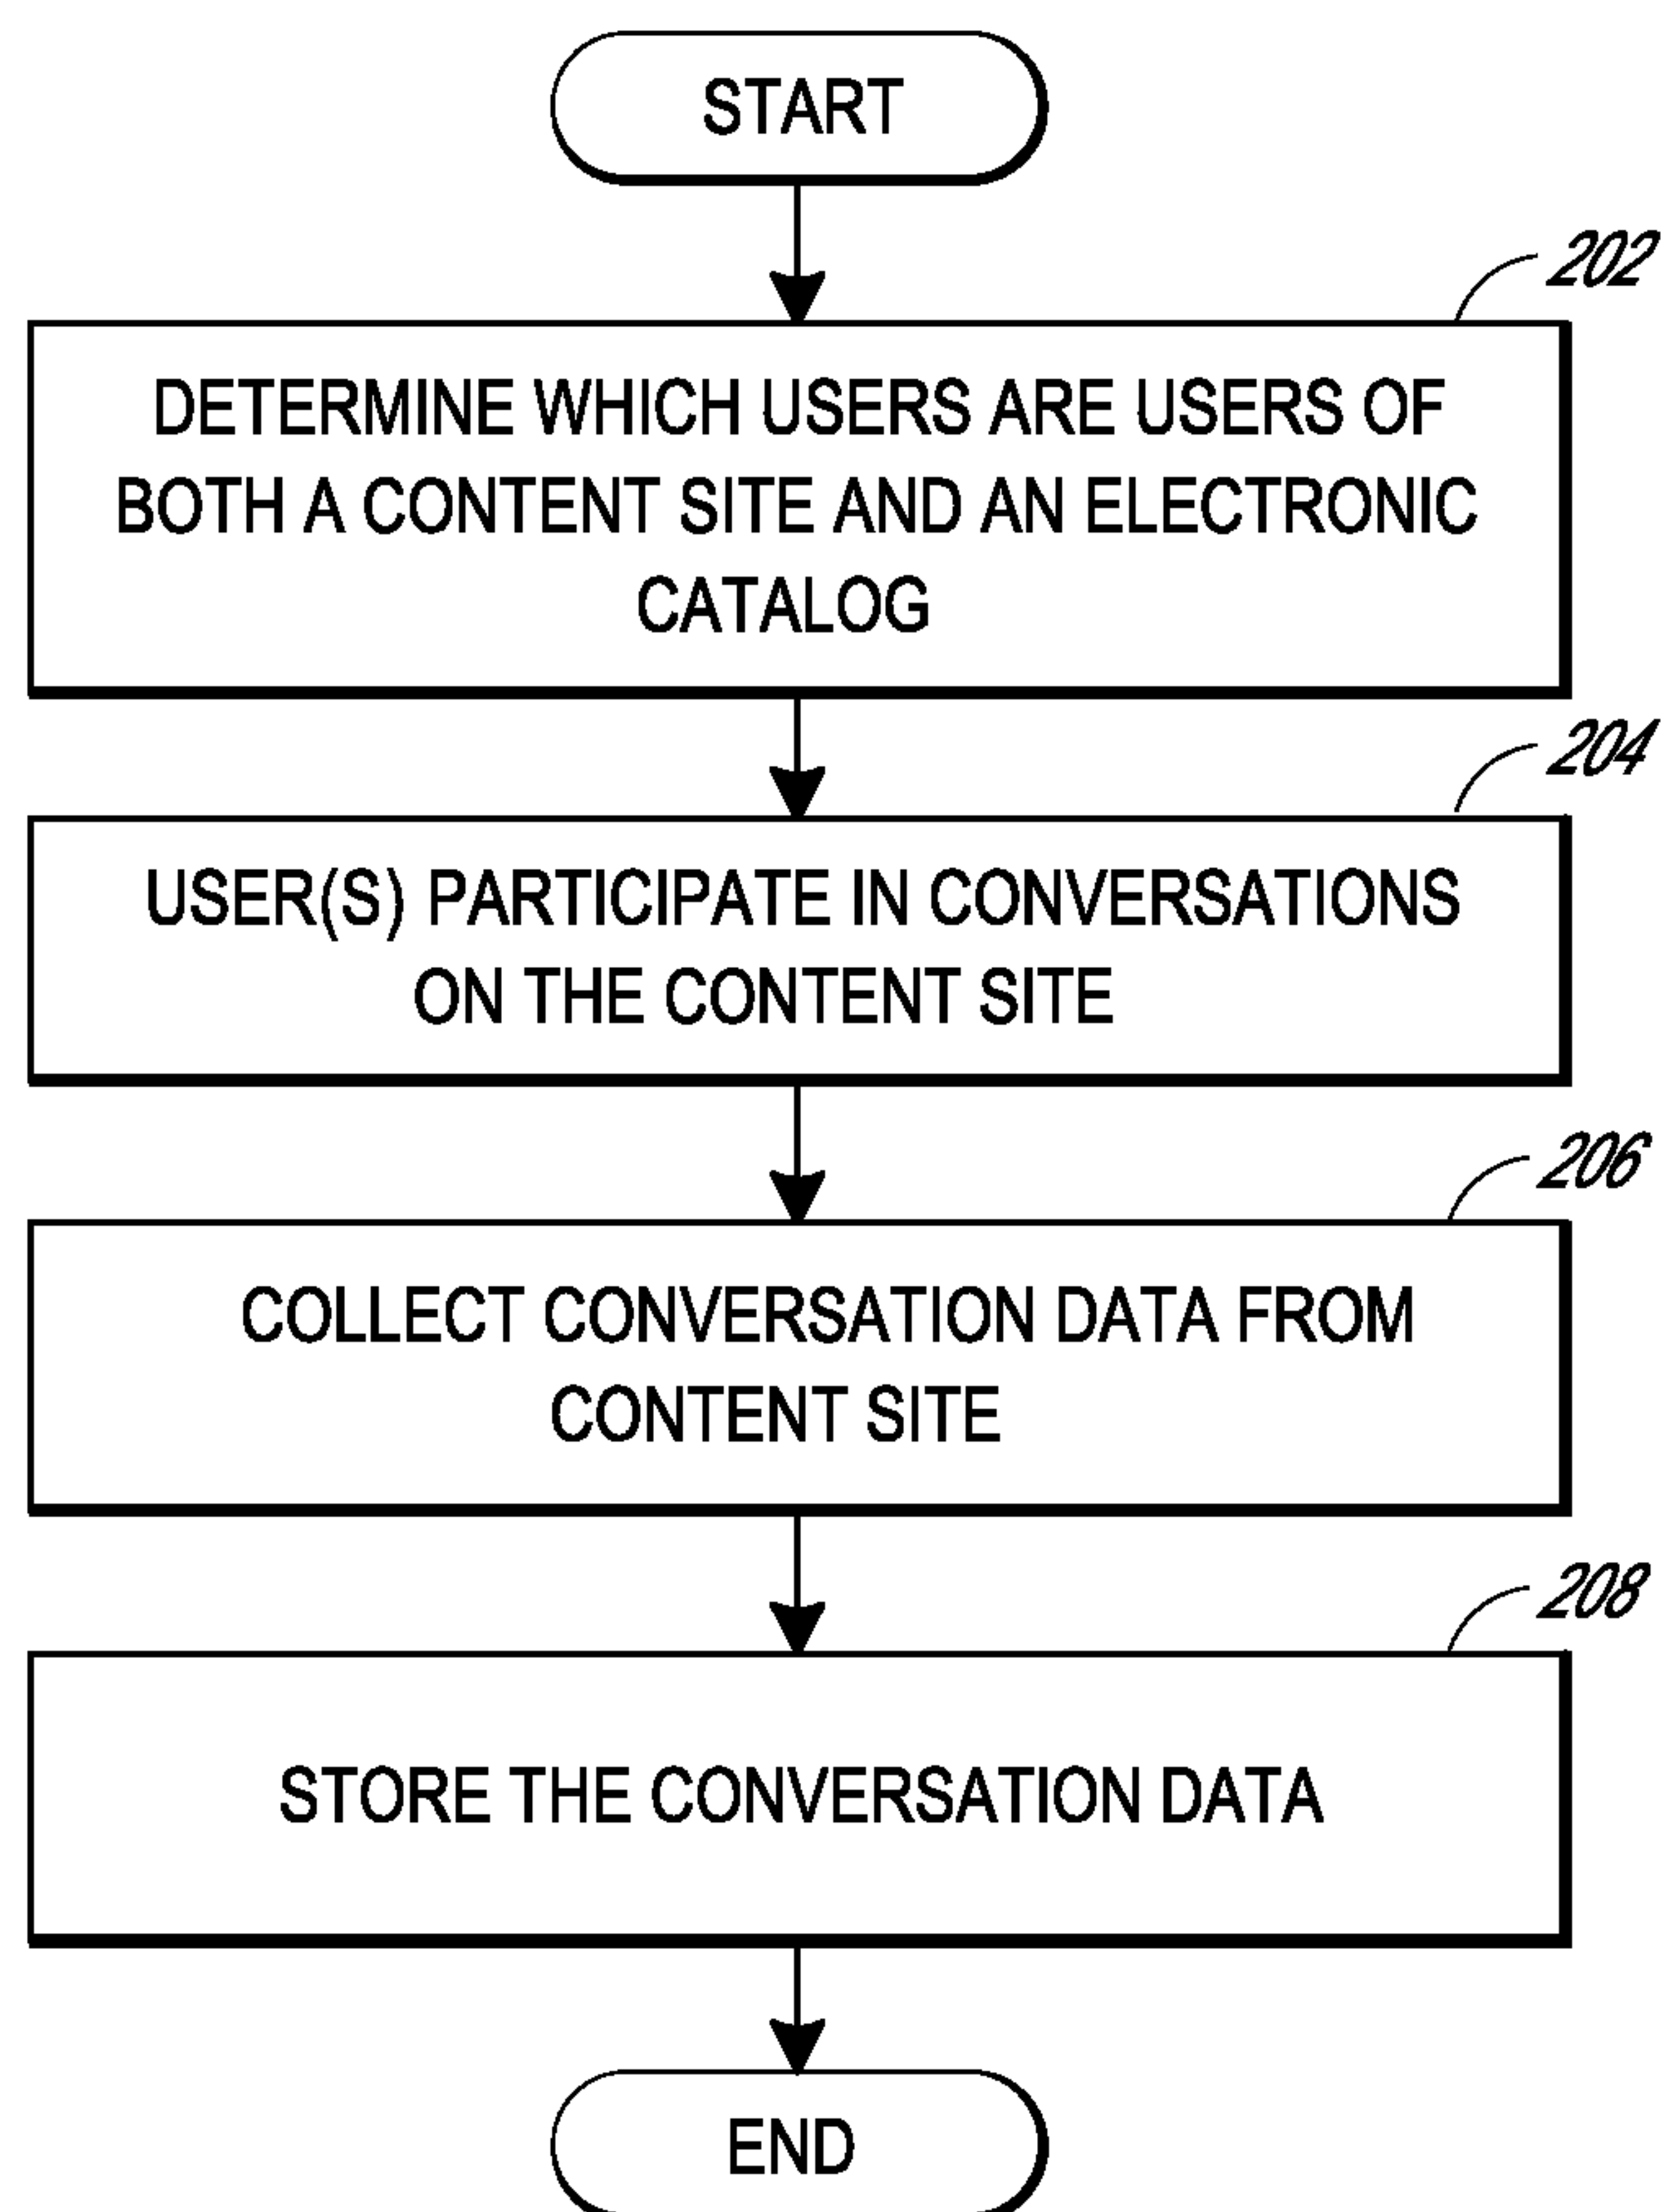 START
202
DETERMINE WHICH USERS ARE USERS OF
BOTH A CONTENT SITE AND AN ELECTRONIC
CATALOG
204
USER(S) PARTICIPATE IN CONVERSATIONS
ON THE CONTENT SITE
206
COLLECT CONVERSATION DATA FROM
CONTENT SITE
208
STORE THE CONVERSATION DATA
END